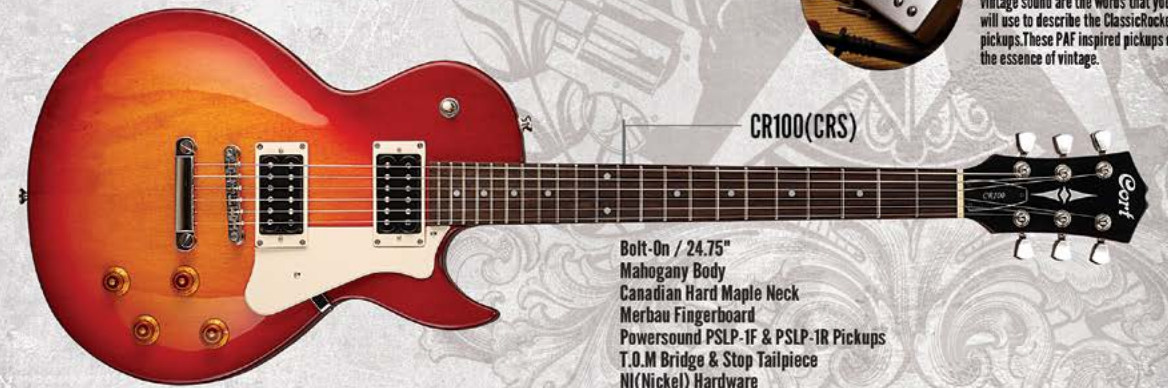 vintage sound are the words that you
will use to describe the ClassicRocke
pickups.These PAF inspired pickups
the essence of vintage.
CR100(CRS)
CR100
Cort
Bolt-On / 24.75"
Mahogany Body
Canadian Hard Maple Neck
Merbau Fingerboard
Powersound PSLP-1F & PSLP-1R Pickups
T.O.M Bridge & Stop Tailpiece
NI(Nickel) Hardware